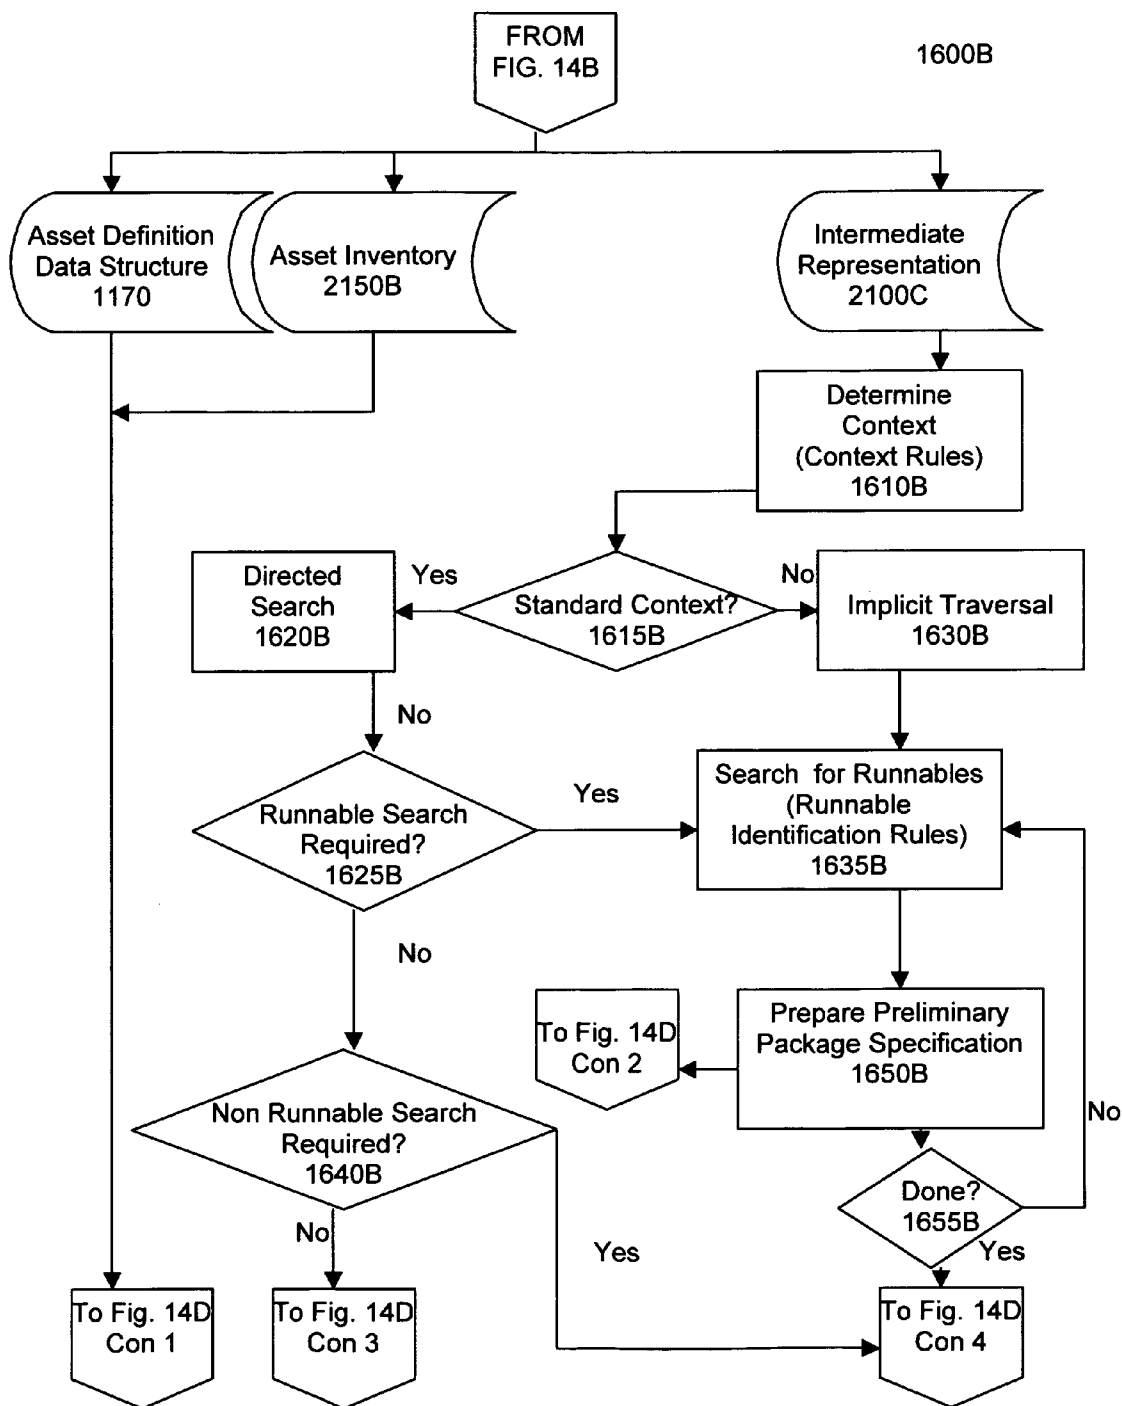 FROM
FIG. 14B
1600B
Asset Definition
Data Structure
1170
Asset Inventory
2150B
Intermediate
Representation
2100C
Determine
Context
(Context Rules)
1610B
Directed
Search
1620B
Yes
Standard Context?
1615B
No
Implicit Traversal
1630B
No
Runnable Search
Required?
1625B
Yes
Search for Runnables
(Runnable
Identification Rules)
1635B
No
To Fig. 14D
Con 2
Prepare Preliminary
Package Specification
1650B
No
Non Runnable Search
Required?
1640B
Done?
1655B
No
Yes
Yes
To Fig. 14D
Con 1
To Fig. 14D
Con 3
To Fig. 14D
Con 4